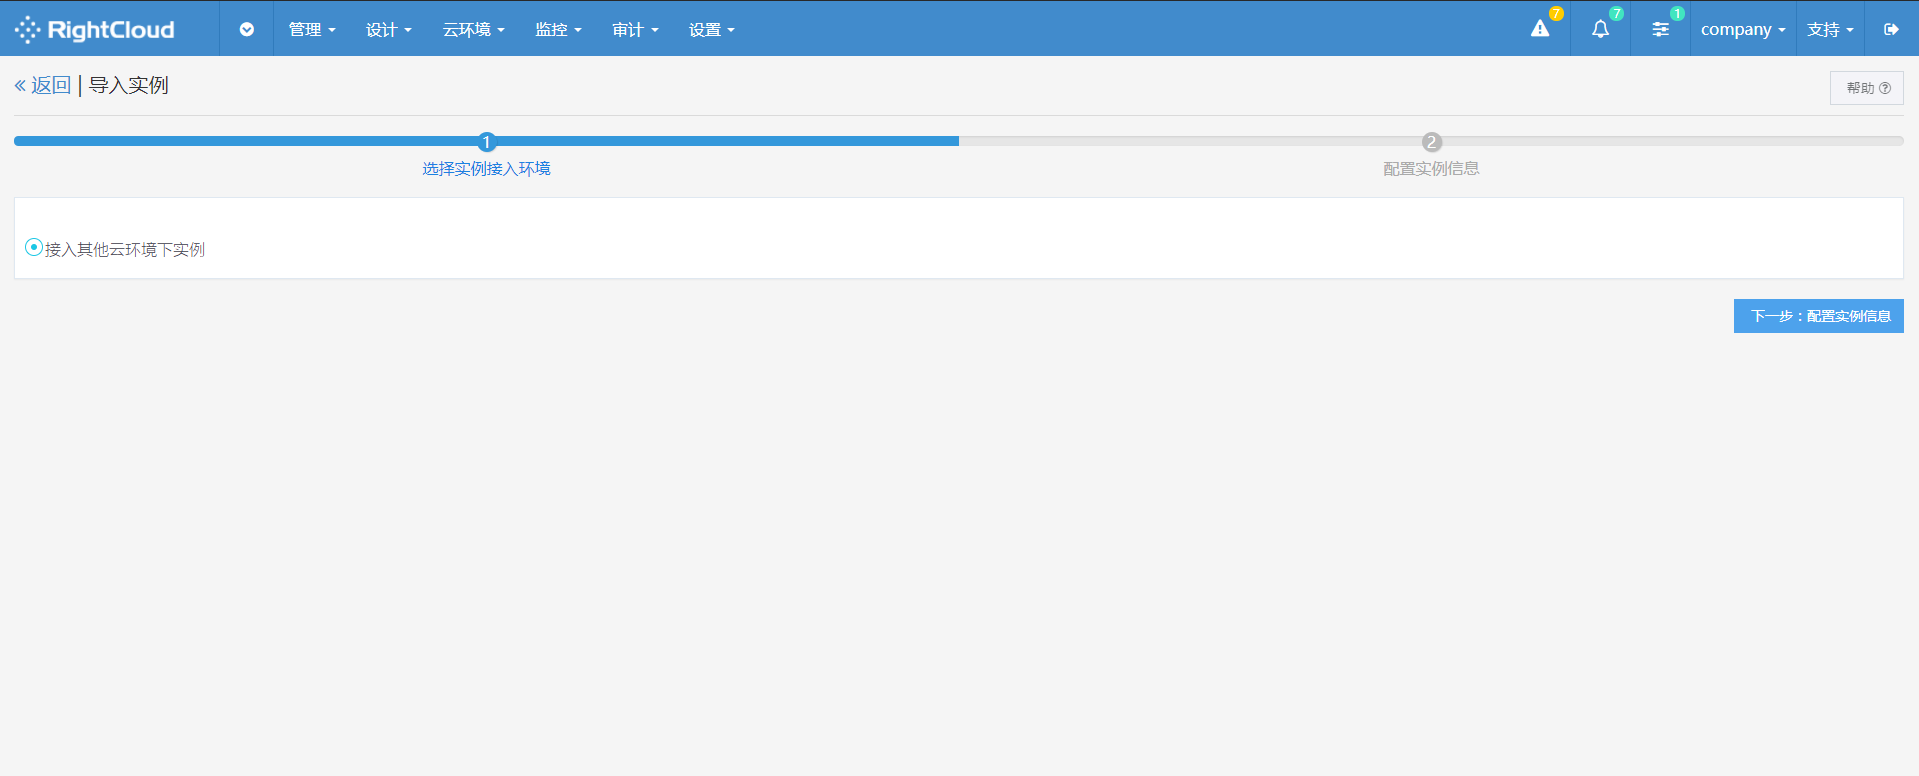 RightCloud 管理 设计 云环境 监控 审计 设置 7 7 1 company 支持
« 返回 | 导入实例 帮助
1 2
选择实例接入环境 配置实例信息
接入其他云环境下实例
下一步：配置实例信息